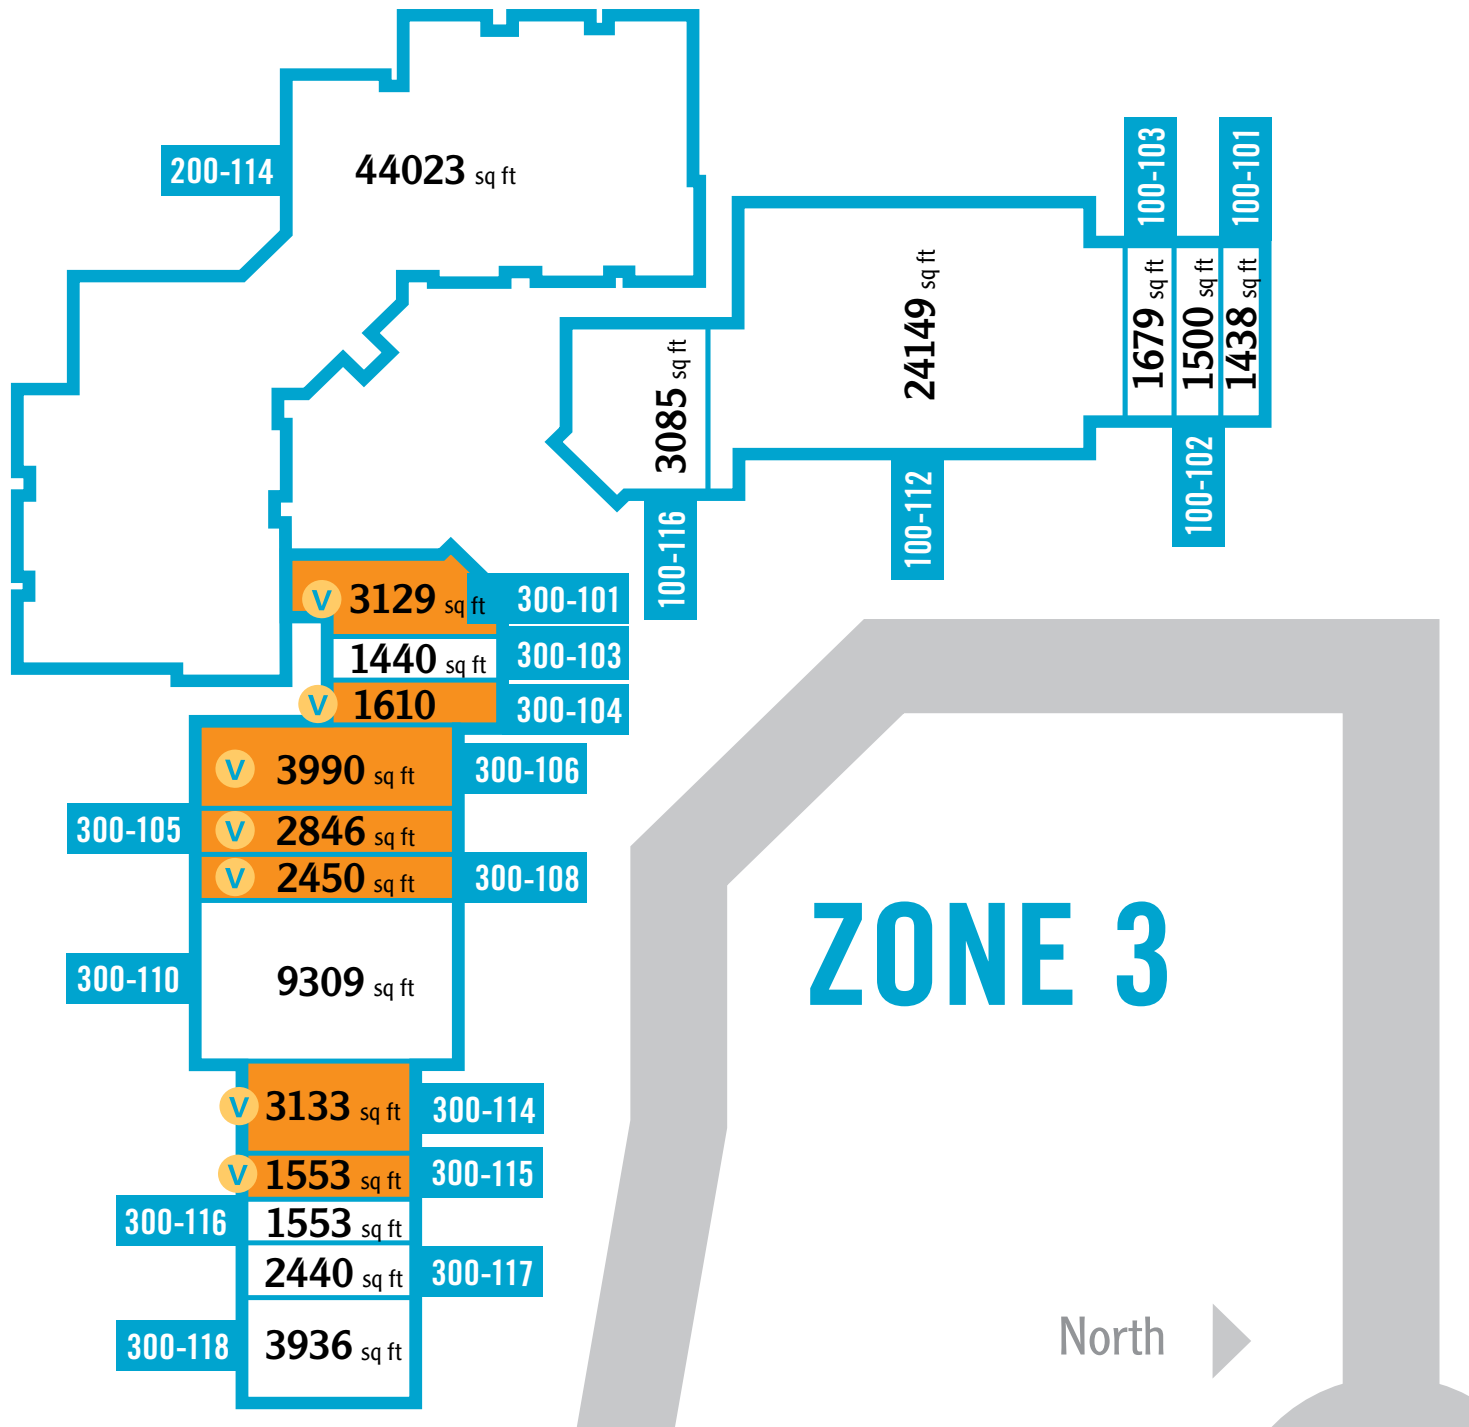 200-114
44023 sq ft
100-103
100-101
24149 sq ft
1679 sq ft
1500 sq ft
1438 sq ft
3085 sq ft
100-116
100-112
100-102
V 3129 sq ft 300-101
1440 sq ft 300-103
V 1610 300-104
V 3990 sq ft 300-106
300-105 V 2846 sq ft
V 2450 sq ft 300-108
300-110 9309 sq ft
ZONE 3
V 3133 sq ft 300-114
V 1553 sq ft 300-115
300-116 1553 sq ft
2440 sq ft 300-117
300-118 3936 sq ft
North